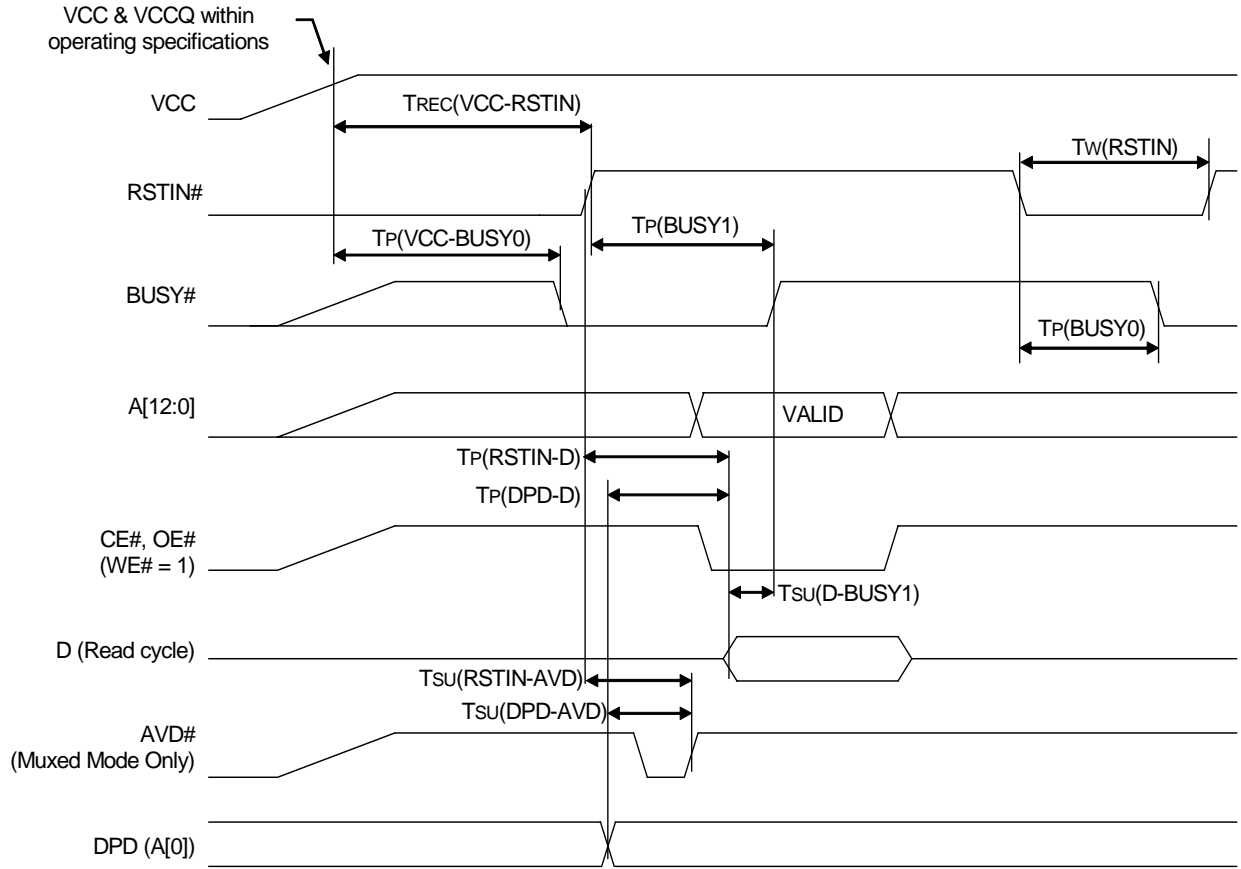 VCC & VCCQ within
operating specifications
VCC
TREC(VCC-RSTIN)
TW(RSTIN)
RSTIN#
TP(VCC-BUSY0)
TP(BUSY1)
BUSY#
TP(BUSY0)
A[12:0]
VALID
TP(RSTIN-D)
TP(DPD-D)
CE#, OE#
(WE# = 1)
TSU(D-BUSY1)
D (Read cycle)
TSU(RSTIN-AVD)
TSU(DPD-AVD)
AVD#
(Muxed Mode Only)
DPD (A[0])